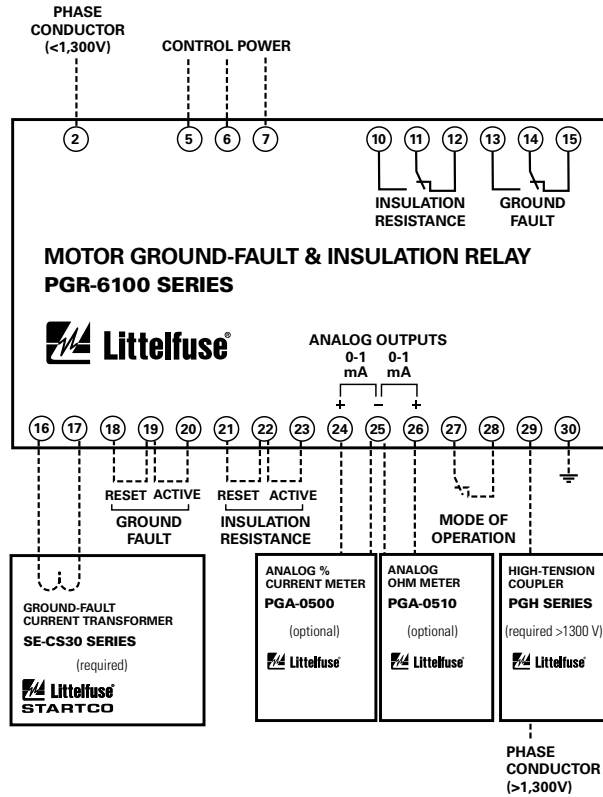 PHASE
CONDUCTOR
(<1,300V)
CONTROL POWER
2
5
6
7
10
11
12
13
14
15
INSULATION
RESISTANCE
GROUND
FAULT
MOTOR GROUND-FAULT & INSULATION RELAY
PGR-6100 SERIES
Littelfuse®
ANALOG OUTPUTS
0-1
mA
0-1
mA
+
–
+
16
17
18
19
20
21
22
23
24
25
26
27
28
29
30
RESET ACTIVE
GROUND
FAULT
RESET ACTIVE
INSULATION
RESISTANCE
MODE OF
OPERATION
GROUND-FAULT
CURRENT TRANSFORMER
SE-CS30 SERIES
(required)
Littelfuse®
STARTCO
ANALOG %
CURRENT METER
PGA-0500
(optional)
Littelfuse®
ANALOG
OHM METER
PGA-0510
(optional)
Littelfuse®
HIGH-TENSION
COUPLER
PGH SERIES
(required >1300 V)
Littelfuse®
PHASE
CONDUCTOR
(>1,300V)